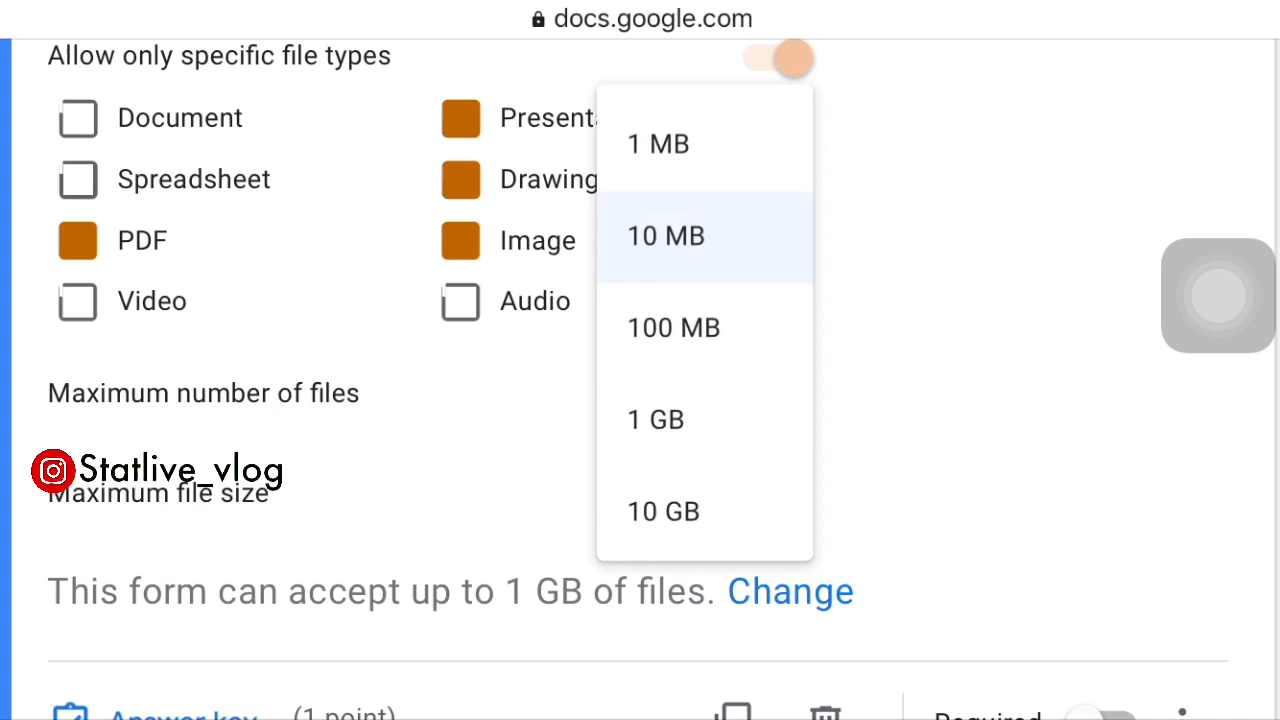 docs.google.com
Allow only specific file types
Document
Present
Spreadsheet
Drawing
PDF
Image
Video
Audio
1 MB
10 MB
100 MB
1 GB
10 GB
Maximum number of files
Statlive_vlog
Maximum file size
This form can accept up to 1 GB of files. Change
Answer key (1 point)
Required